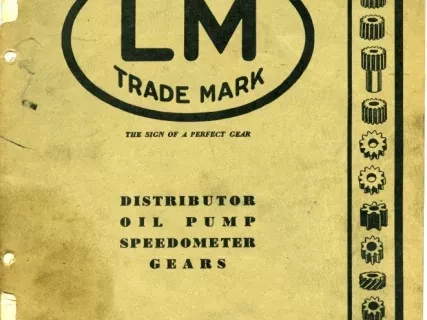 LM
TRADE MARK
THE SIGN OF A PERFECT GEAR
DISTRIBUTOR
OIL PUMP
SPEEDOMETER
GEARS